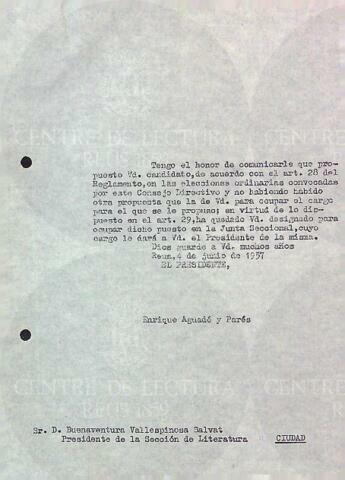 Tengo el honor de comunicarle que pro-
puesto Vd. candidato, de acuerdo con el art. 28 del
Reglamento, en las elecciones ordinarias convocadas
por este Consejo Directivo y no habiendo habido
otra propuesta que la de Vd. para ocupar el cargo
para el que se le propuso; en virtud de lo dis-
puesto en el art. 29, ha quedado Vd. designado para
ocupar dicho puesto en la Junta Seccional, cuyo
cargo le dará a Vd. el Presidente de la misma.
Dios guarde a Vd. muchos años
Reus, 4 de junio de 1957
EL PRESIDENTE,
Enrique Aguadé y Parés
Sr. D. Buenaventura Vallespinosa Salvat
Presidente de la Sección de Literatura CIUDAD